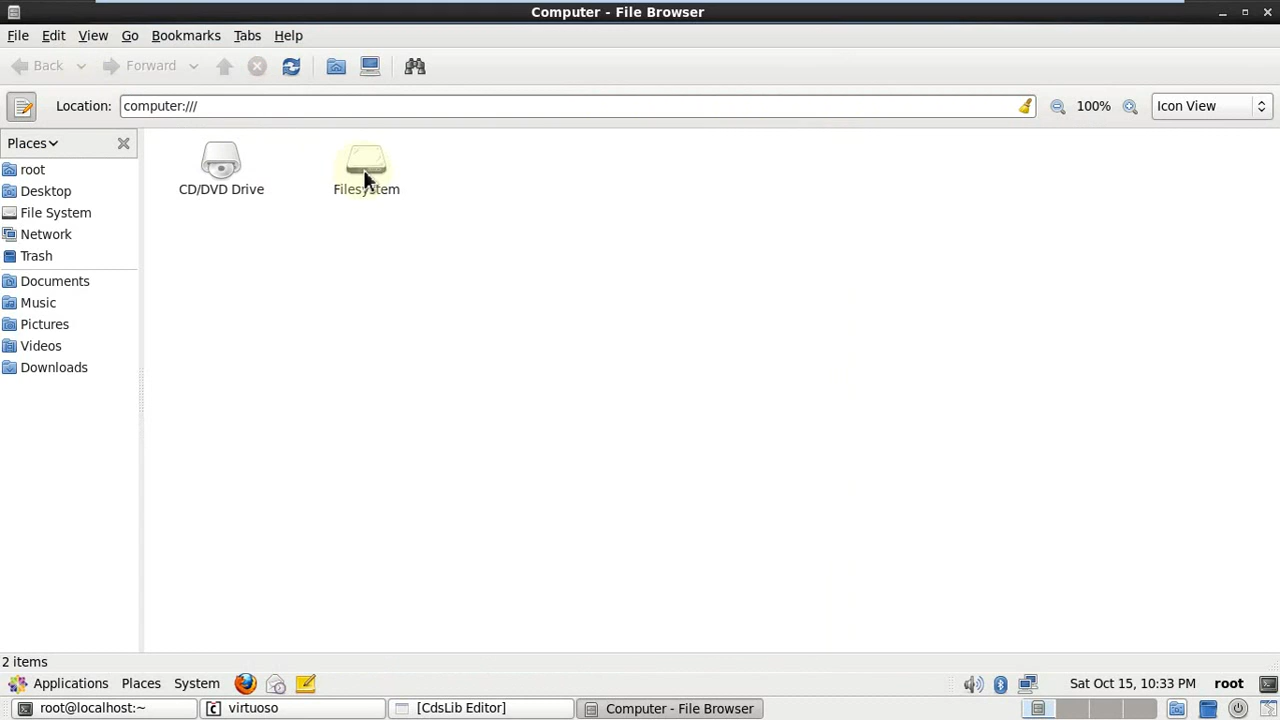 Computer - File Browser
File Edit View Go Bookmarks Tabs Help
Back Forward
Location: computer:/// 100% Icon View
Places
root
Desktop
File System
Network
Trash
Documents
Music
Pictures
Videos
Downloads
CD/DVD Drive Filesystem
2 items
Applications Places System Sat Oct 15, 10:33 PM root
root@localhost:~ virtuoso [CdsLib Editor] Computer - File Browser